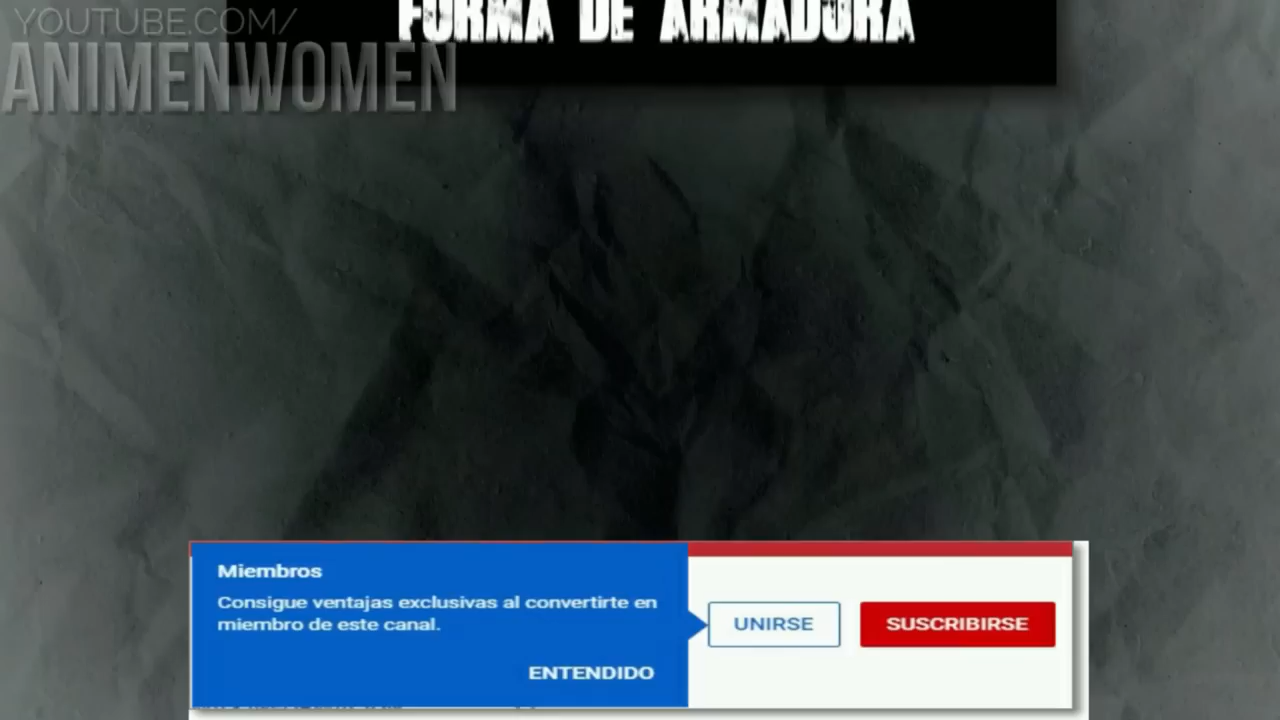 YOUTUBE.COM/
ANIMENWOMEN
FORMA DE ARMADURA
Miembros
Consigue ventajas exclusivas al convertirte en
miembro de este canal.
ENTENDIDO
UNIRSE
SUSCRIBIRSE